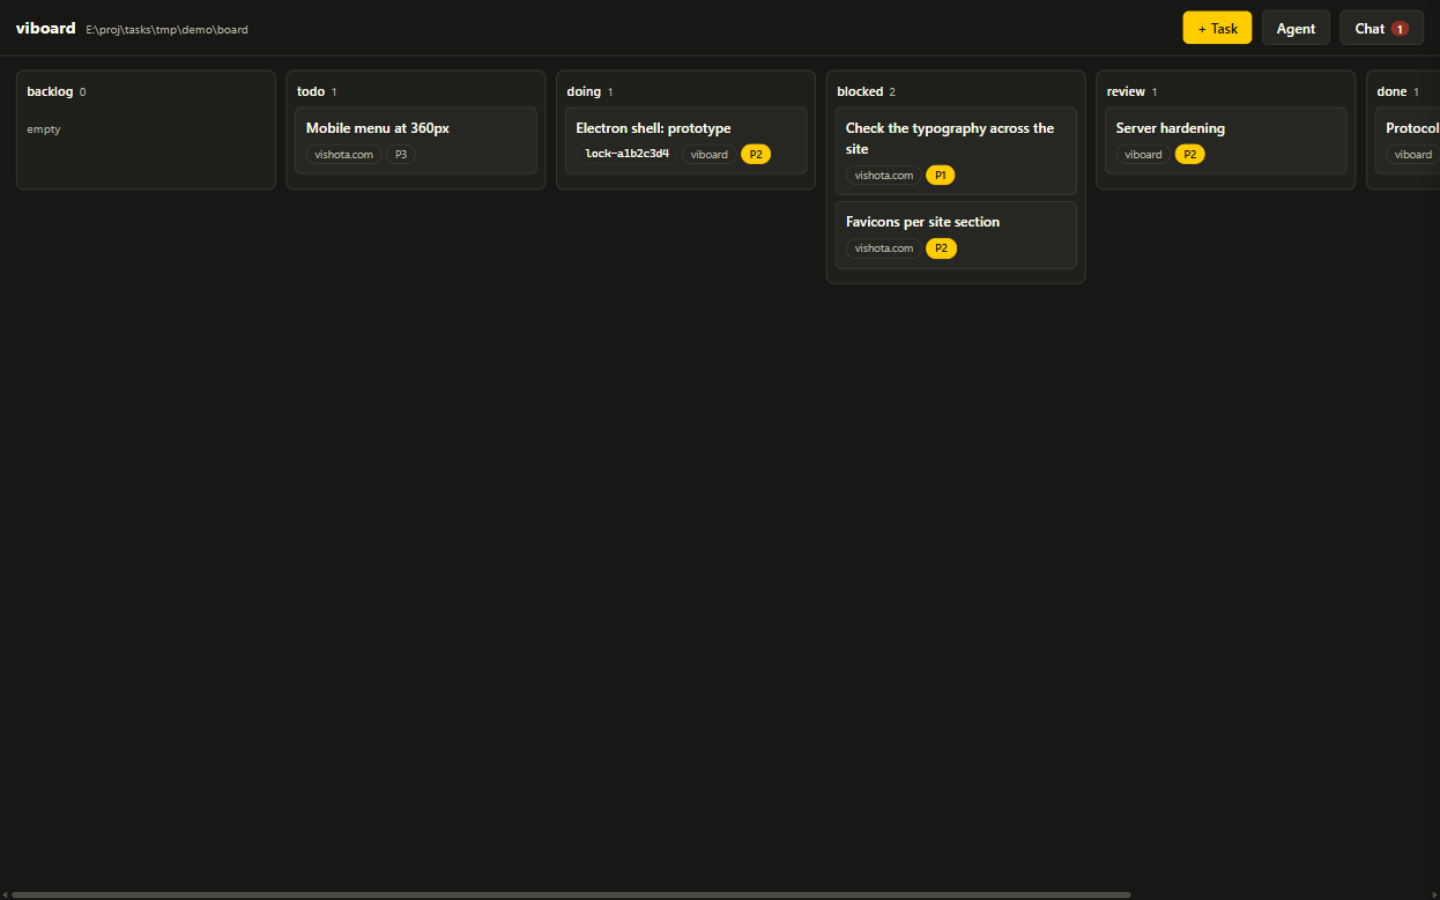 viboard E:\proj\tasks\tmp\demo\board
+ Task Agent Chat 1
backlog 0
empty
todo 1
Mobile menu at 360px
vishota.com P3
doing 1
Electron shell: prototype
lock-a1b2c3d4 viboard P2
blocked 2
Check the typography across the
site
vishota.com P1
Favicons per site section
vishota.com P2
review 1
Server hardening
viboard P2
done 1
Protocol
viboard